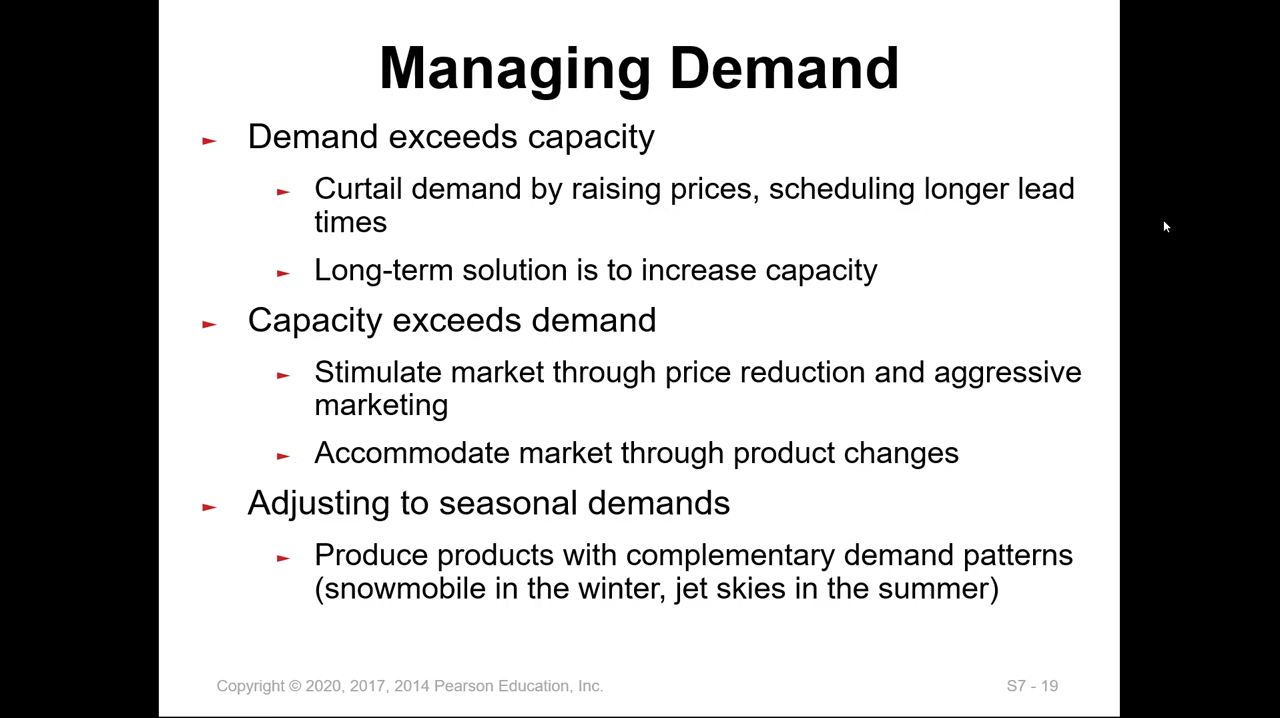 Managing Demand
► Demand exceeds capacity
► Curtail demand by raising prices, scheduling longer lead
times
► Long-term solution is to increase capacity
► Capacity exceeds demand
► Stimulate market through price reduction and aggressive
marketing
► Accommodate market through product changes
► Adjusting to seasonal demands
► Produce products with complementary demand patterns
(snowmobile in the winter, jet skies in the summer)
Copyright © 2020, 2017, 2014 Pearson Education, Inc.
S7 - 19